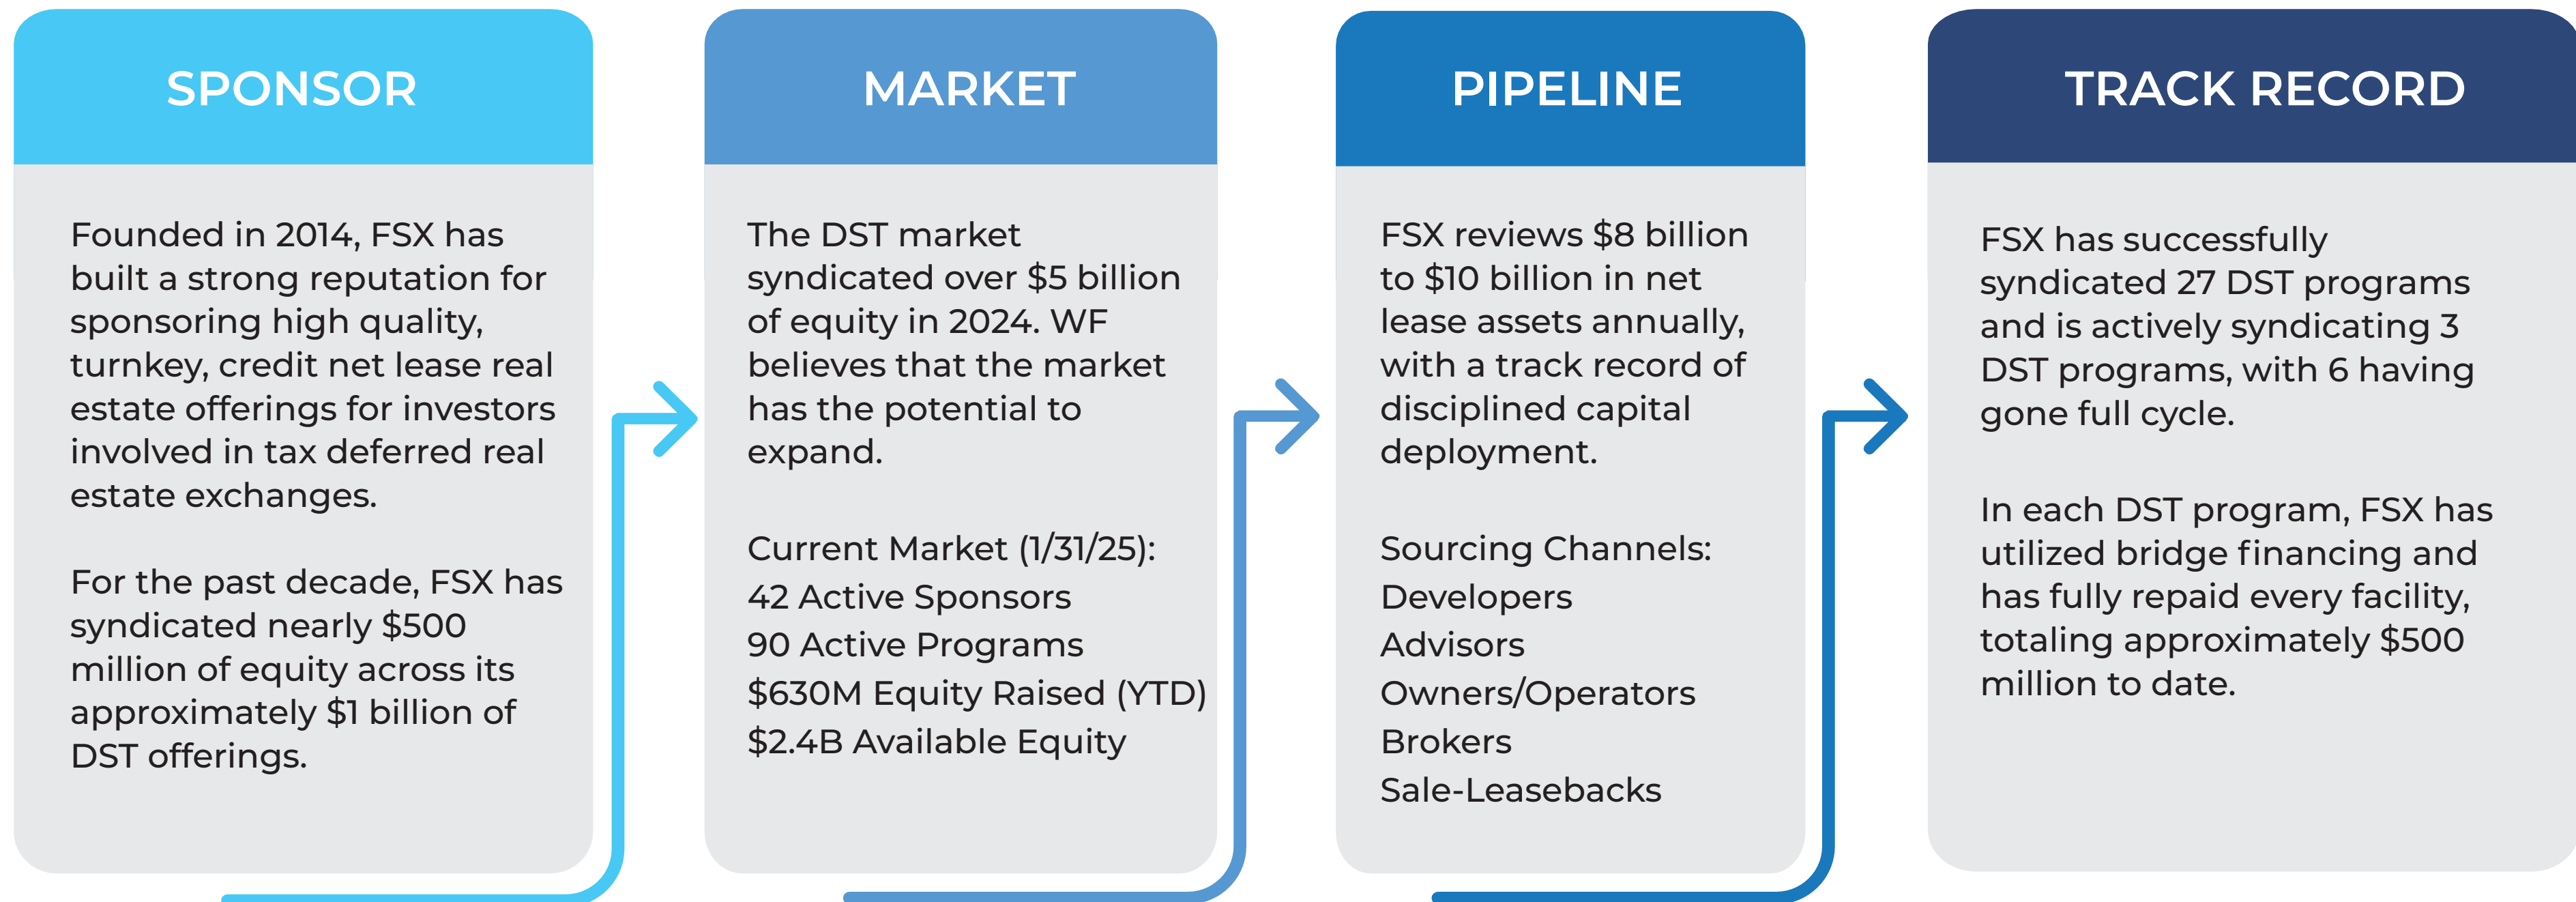 SPONSOR
Founded in 2014, FSX has
built a strong reputation for
sponsoring high quality,
turnkey, credit net lease real
estate offerings for investors
involved in tax deferred real
estate exchanges.
For the past decade, FSX has
syndicated nearly $500
million of equity across its
approximately $1 billion of
DST offerings.
MARKET
The DST market
syndicated over $5 billion
of equity in 2024. WF
believes that the market
has the potential to
expand.
Current Market (1/31/25):
42 Active Sponsors
90 Active Programs
$630M Equity Raised (YTD)
$2.4B Available Equity
PIPELINE
FSX reviews $8 billion
to $10 billion in net
lease assets annually,
with a track record of
disciplined capital
deployment.
Sourcing Channels:
Developers
Advisors
Owners/Operators
Brokers
Sale-Leasebacks
TRACK RECORD
FSX has successfully
syndicated 27 DST programs
and is actively syndicating 3
DST programs, with 6 having
gone full cycle.
In each DST program, FSX has
utilized bridge financing and
has fully repaid every facility,
totaling approximately $500
million to date.